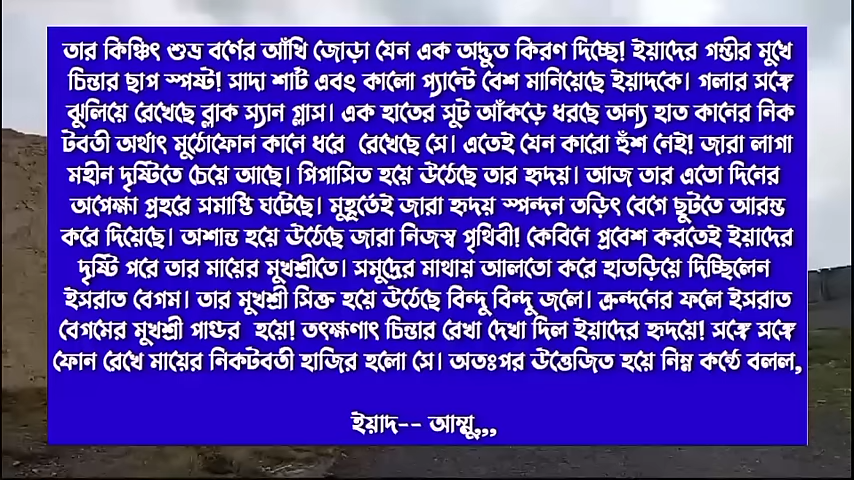 তার কিঞ্চিৎ শুভ্র বর্ণের আঁখি জোড়া যেন এক অদ্ভুত কিরণ দিচ্ছে! ইয়াদের গম্ভীর মুখে
চিন্তার ছাপ স্পষ্ট! সাদা শার্ট এবং কালো প্যান্টে বেশ মানিয়েছে ইয়াদকে। গলার সঙ্গে
ঝুলিয়ে রেখেছে ব্লাক স্যান গ্লাস। এক হাতের সুট আঁকড়ে ধরছে অন্য হাত কানের নিক
টবর্তী অর্থাৎ মুঠোফোন কানে ধরে রেখেছে সে। এতেই যেন কারো হুঁশ নেই! জারা লাগা
মহীন দৃষ্টিতে চেয়ে আছে। পিপাসিত হয়ে উঠেছে তার হৃদয়। আজ তার এতো দিনের
অপেক্ষা প্রহরে সমাপ্তি ঘটেছে। মুহূর্তেই জারা হৃদয় স্পন্দন তড়িৎ বেগে ছুটতে আরম্ভ
করে দিয়েছে। অশান্ত হয়ে উঠেছে জারা নিজস্ব পৃথিবী! কেবিনে প্রবেশ করতেই ইয়াদের
দৃষ্টি পরে তার মায়ের মুখশ্রীতে। সমুদ্রের মাথায় আলতো করে হাতড়িয়ে দিচ্ছিলেন
ইসরাত বেগম। তার মুখশ্রী সিক্ত হয়ে উঠেছে বিন্দু বিন্দু জলে। ক্রন্দনের ফলে ইসরাত
বেগমের মুখশ্রী পাণ্ডর হয়ে! তৎক্ষণাৎ চিন্তার রেখা দেখা দিল ইয়াদের হৃদয়ে! সঙ্গে সঙ্গে
ফোন রেখে মায়ের নিকটবর্তী হাজির হলো সে। অতঃপর উত্তেজিত হয়ে নিম্ন কন্ঠে বলল,
ইয়াদ-- আম্মু,,,